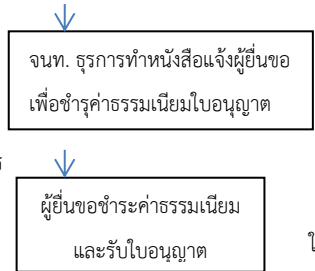 จนท. ธุรการทำหนังสือแจ้งผู้ยื่นขอ
เพื่อชำรุค่าธรรมเนียมใบอนุญาต
ผู้ยื่นขอชำระค่าธรรมเนียม
และรับใบอนุญาต
ใ